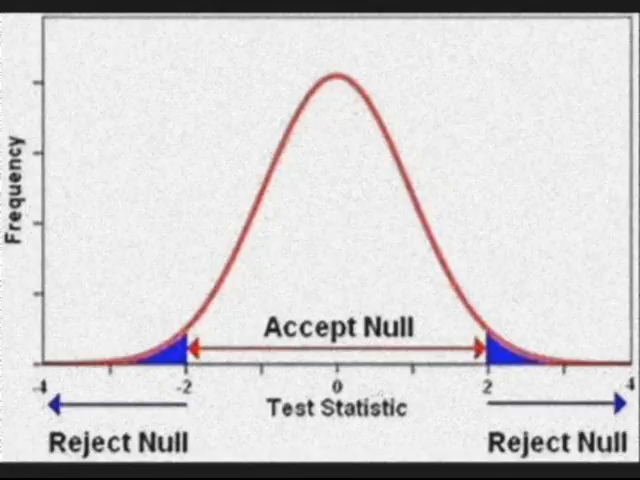 Frequency
Accept Null
-4 -2 0 2 4
Test Statistic
Reject Null Reject Null